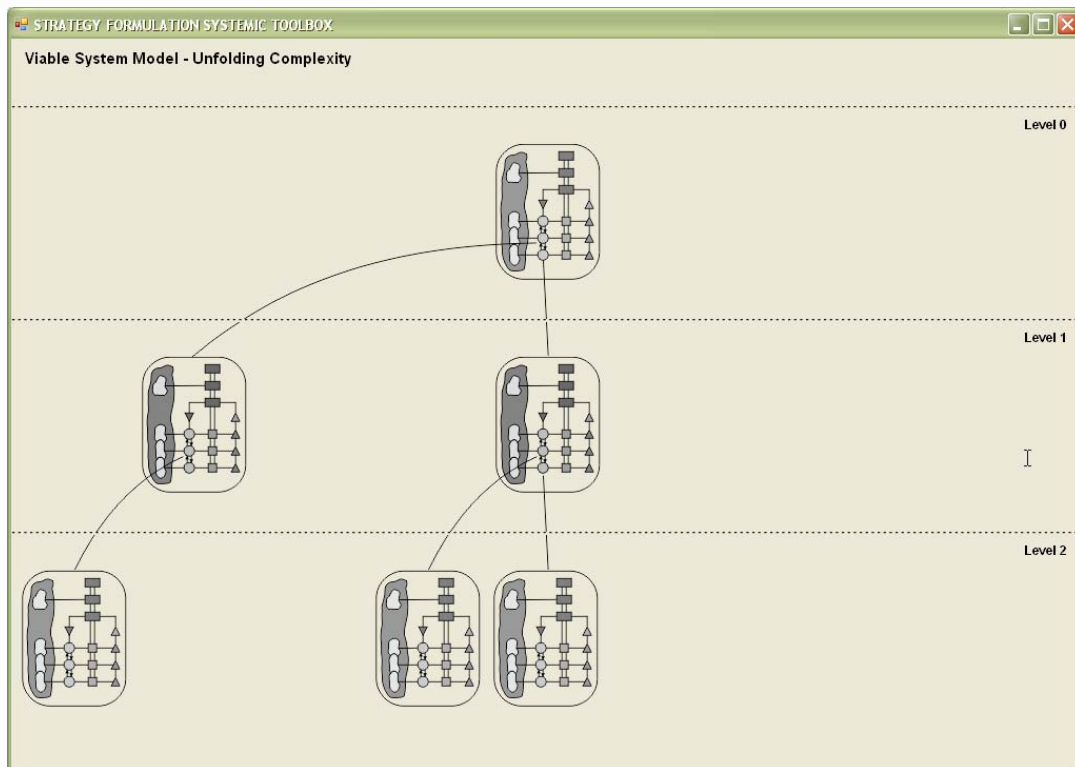 STRATEGY FORMULATION SYSTEMIC TOOLBOX
Viable System Model - Unfolding Complexity
Level 0
Level 1
Level 2